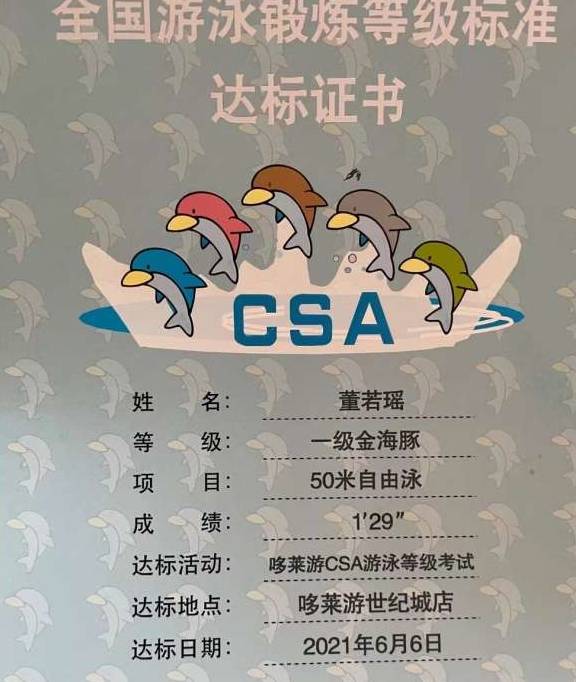 全国游泳锻炼等级标准
达标证书
CSA
姓 名: 董若瑶
等 级: 一级金海豚
项 目: 50米自由泳
成 绩: 1'29"
达标活动: 哆莱游CSA游泳等级考试
达标地点: 哆莱游世纪城店
达标日期: 2021年6月6日